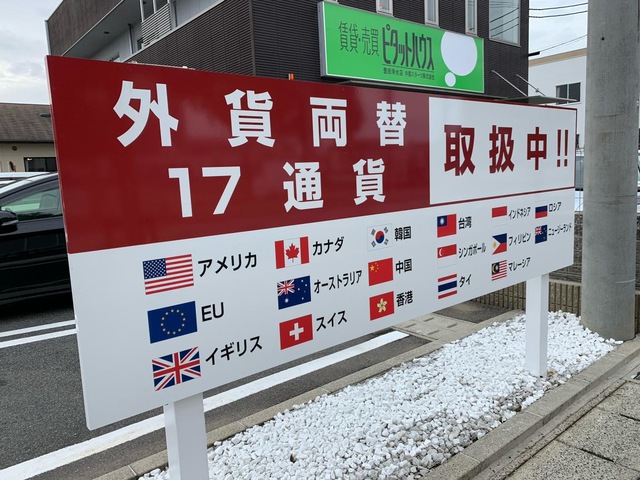 賃貸・売買
ピタットハウス
外貨両替
17通貨
取扱中!!
アメリカ
EU
イギリス
カナダ
オーストラリア
スイス
韓国
中国
香港
台湾
シンガポール
タイ
インドネシア
フィリピン
マレーシア
ロシア
ニュージーランド